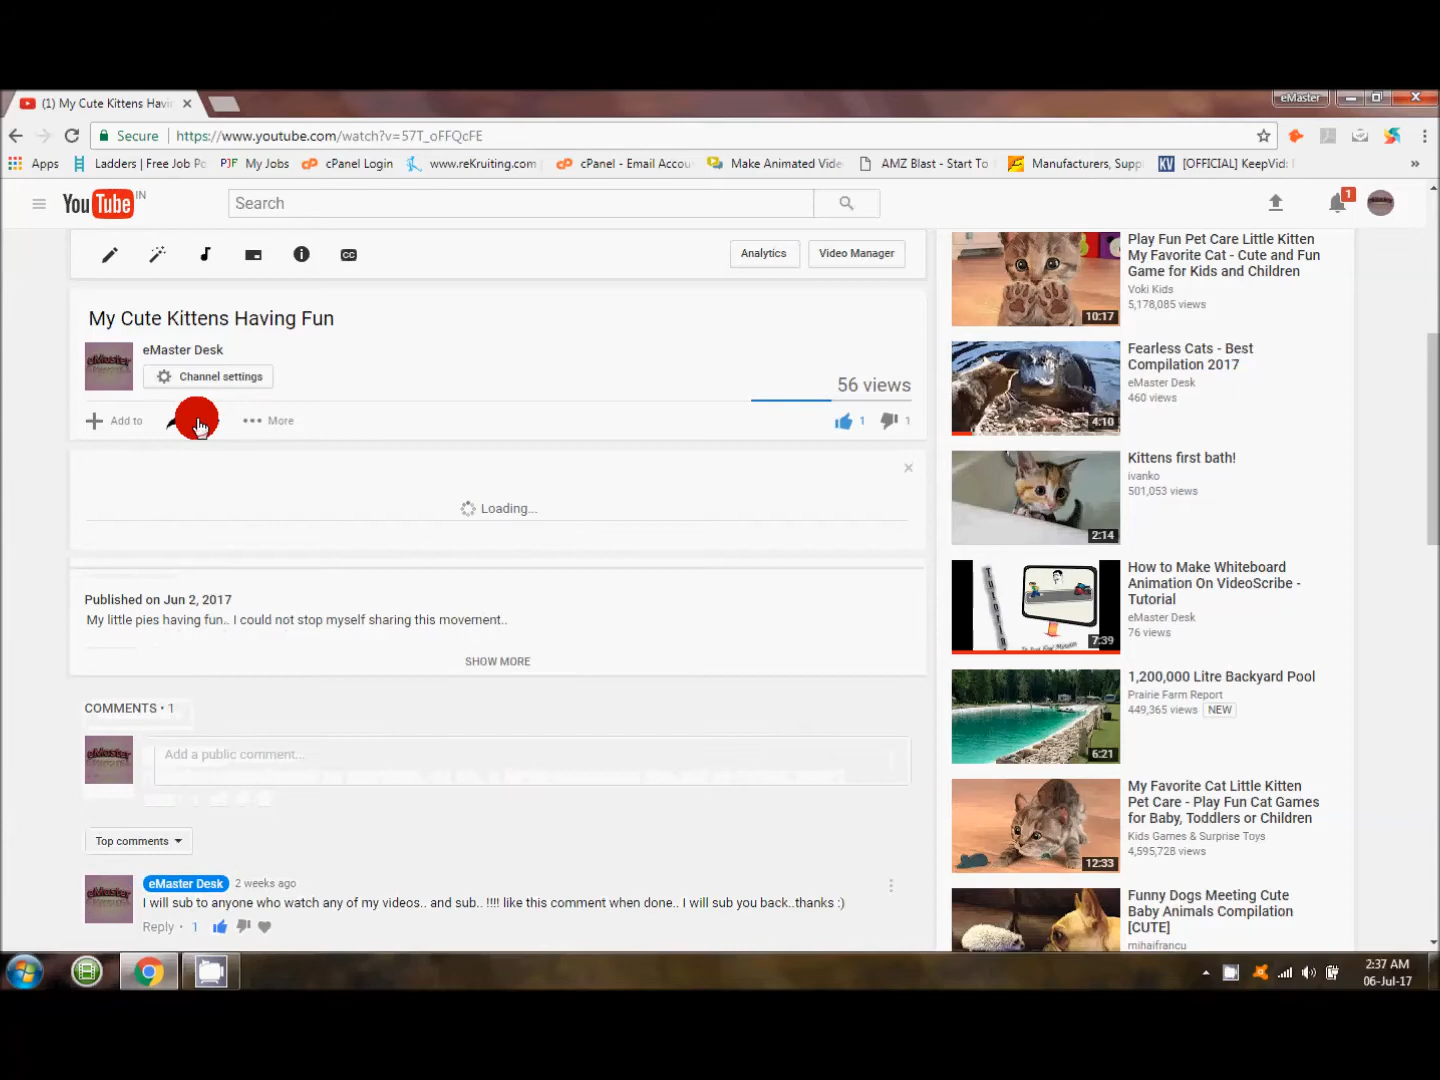 (1) My Cute Kittens Havi
eMaster
Secure
https://www.youtube.com/watch?v=57T_oFFQcFE
Apps
Ladders | Free Job Po
PJF My Jobs
cPanel Login
www.reKruiting.com
cPanel - Email Accou
Make Animated Vide
AMZ Blast - Start To
Manufacturers, Supp
KV [OFFICIAL] KeepVid:
YouTube IN
Search
1
CC
Analytics
Video Manager
My Cute Kittens Having Fun
eMaster Desk
Channel settings
56 views
Add to
More
1
1
Loading...
Published on Jun 2, 2017
My little pies having fun.. I could not stop myself sharing this movement..
SHOW MORE
COMMENTS • 1
Add a public comment...
Top comments
eMaster Desk 2 weeks ago
I will sub to anyone who watch any of my videos.. and sub.. !!!! like this comment when done.. I will sub you back..thanks :)
Reply • 1
Play Fun Pet Care Little Kitten
My Favorite Cat - Cute and Fun
Game for Kids and Children
Voki Kids
5,178,085 views
10:17
Fearless Cats - Best
Compilation 2017
eMaster Desk
460 views
4:10
Kittens first bath!
ivanko
501,053 views
2:14
How to Make Whiteboard
Animation On VideoScribe -
Tutorial
eMaster Desk
76 views
7:39
1,200,000 Litre Backyard Pool
Prairie Farm Report
449,365 views NEW
6:21
My Favorite Cat Little Kitten
Pet Care - Play Fun Cat Games
for Baby, Toddlers or Children
Kids Games & Surprise Toys
4,595,728 views
12:33
Funny Dogs Meeting Cute
Baby Animals Compilation
[CUTE]
mihaifrancu
2:37 AM
06-Jul-17